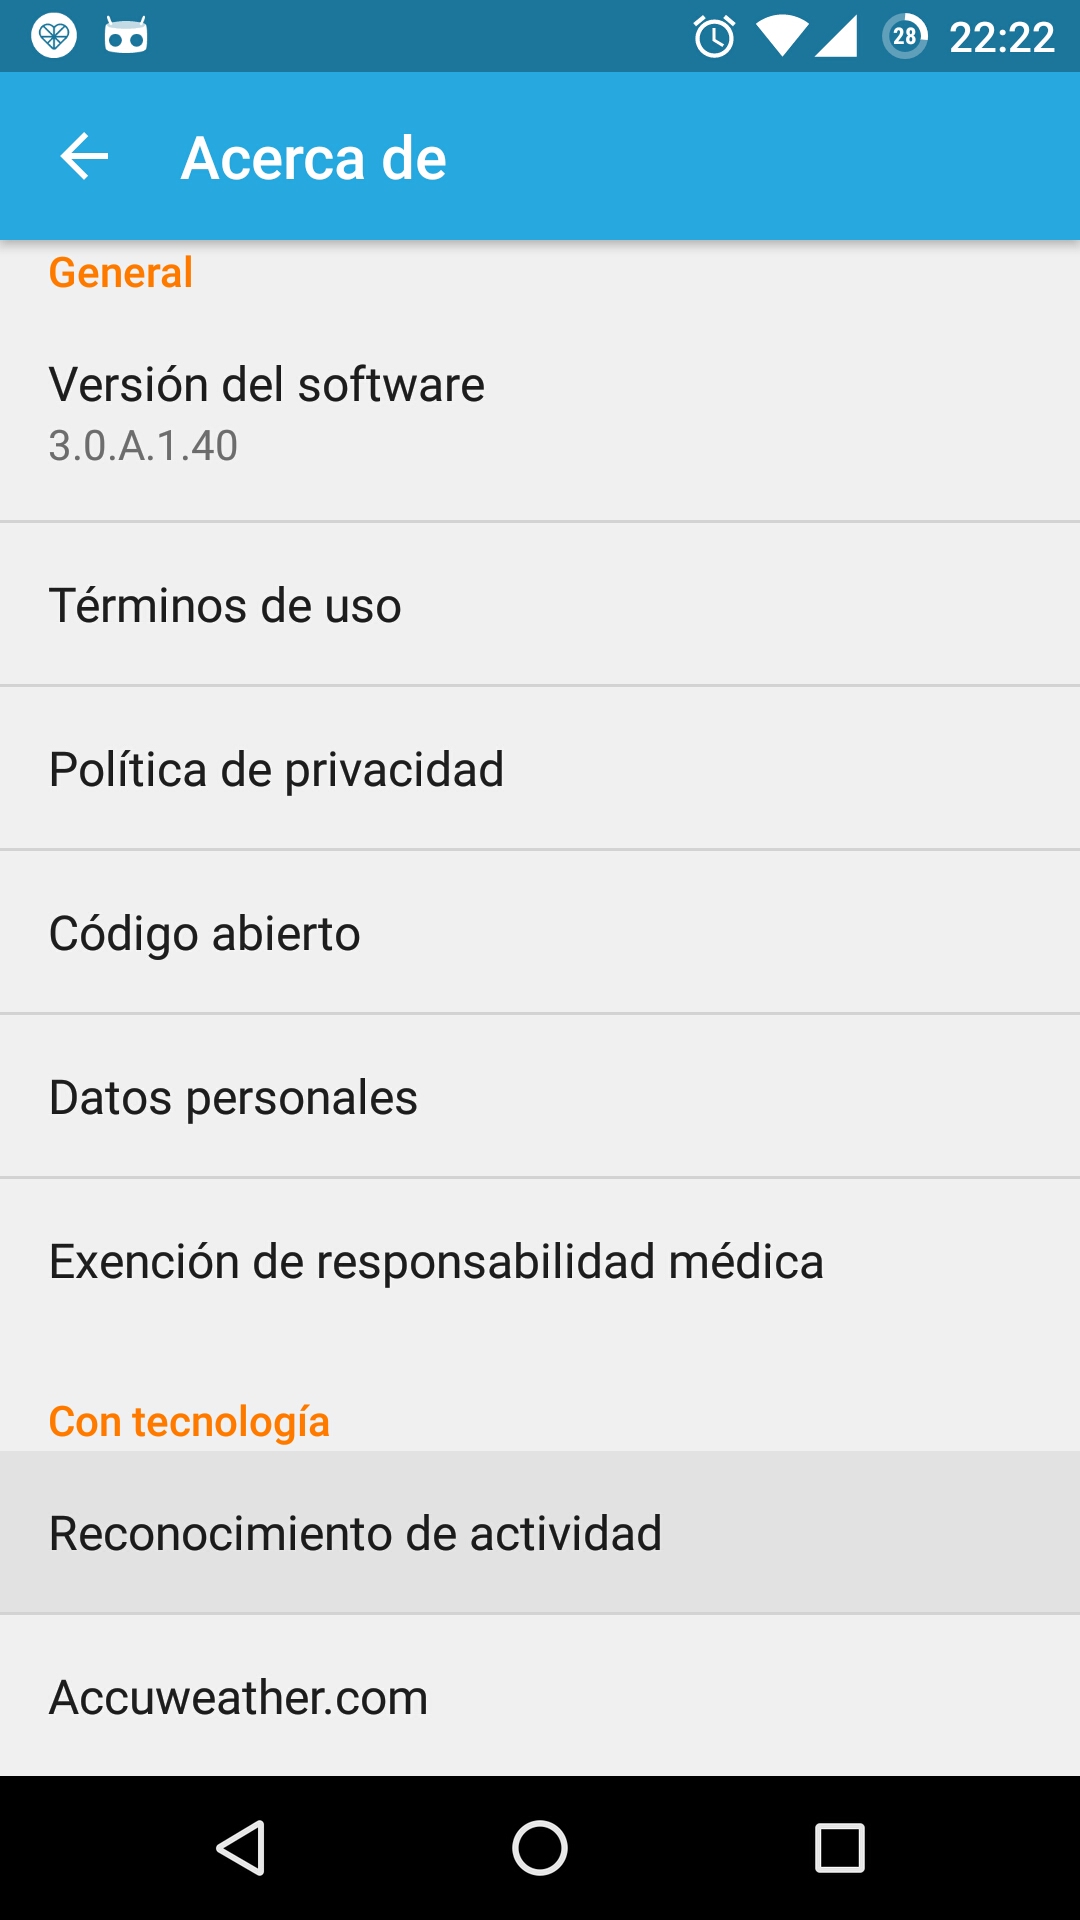 28 22:22
Acerca de
General
Versión del software
3.0.A.1.40
Términos de uso
Política de privacidad
Código abierto
Datos personales
Exención de responsabilidad médica
Con tecnología
Reconocimiento de actividad
Accuweather.com